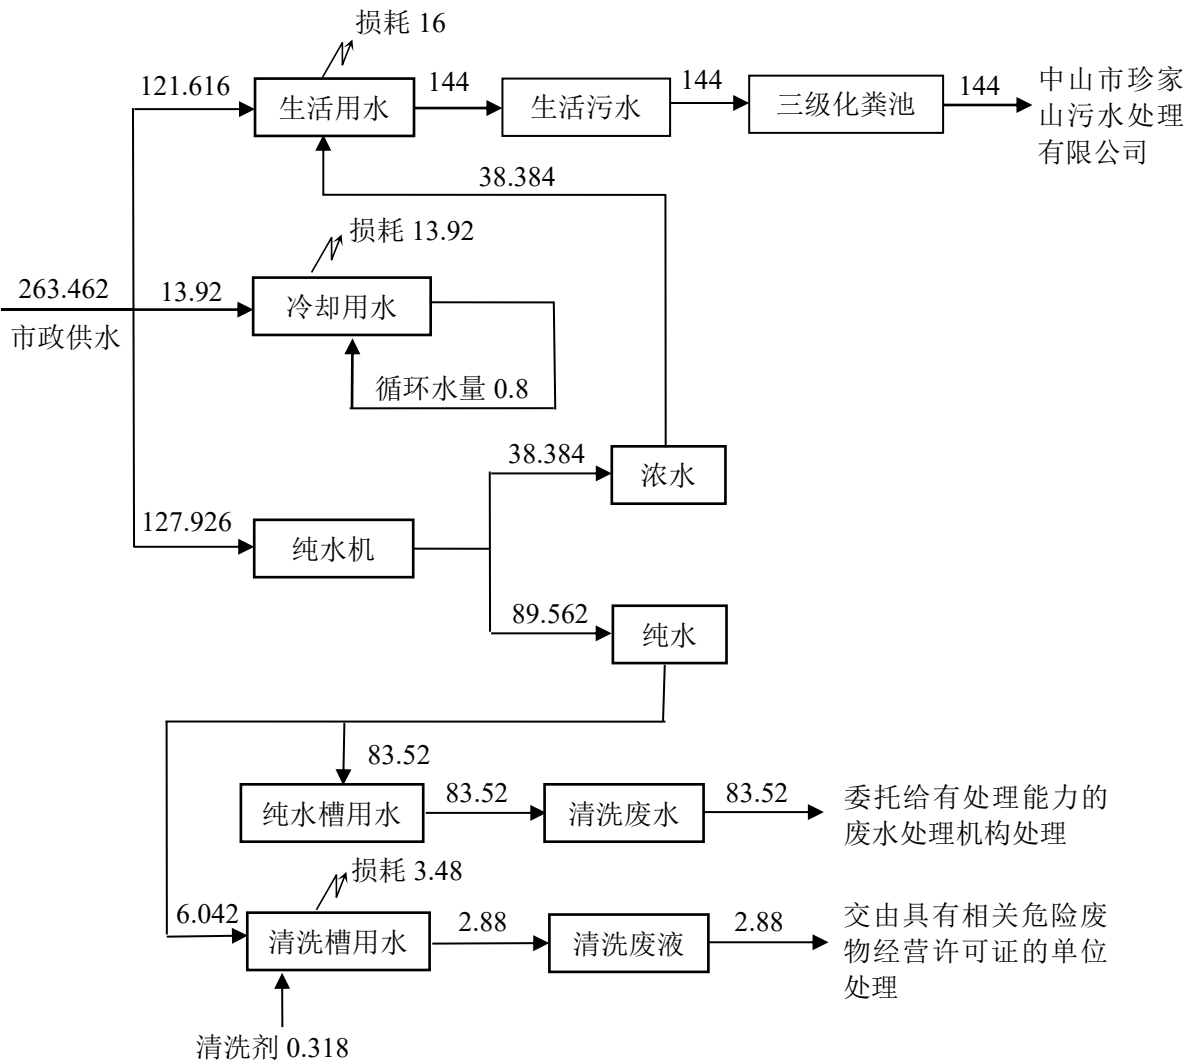 损耗 16
121.616
生活用水
144
生活污水
144
三级化粪池
144
中山市珍家
山污水处理
有限公司
38.384
损耗 13.92
263.462
市政供水
13.92
冷却用水
循环水量 0.8
38.384
浓水
127.926
纯水机
89.562
纯水
83.52
纯水槽用水
83.52
清洗废水
83.52
委托给有处理能力的
废水处理机构处理
损耗 3.48
6.042
清洗槽用水
2.88
清洗废液
2.88
交由具有相关危险废
物经营许可证的单位
处理
清洗剂 0.318